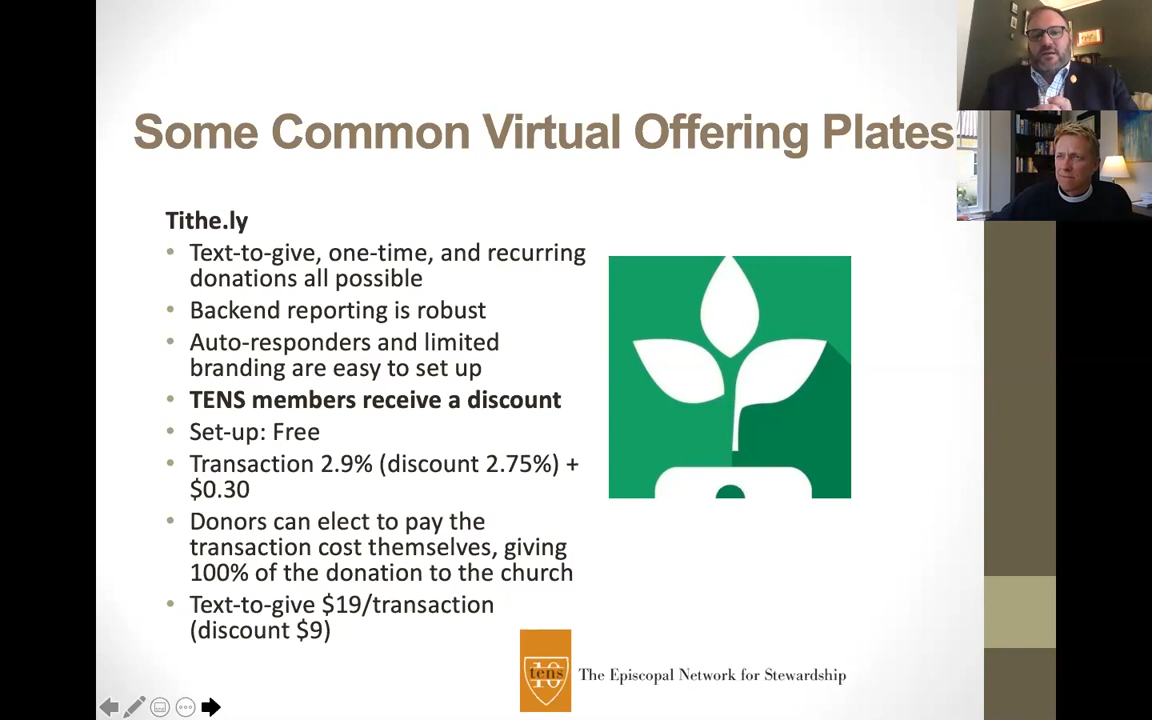 Some Common Virtual Offering Plates
Tithe.ly
• Text-to-give, one-time, and recurring
donations all possible
• Backend reporting is robust
• Auto-responders and limited
branding are easy to set up
• TENS members receive a discount
• Set-up: Free
• Transaction 2.9% (discount 2.75%) +
$0.30
• Donors can elect to pay the
transaction cost themselves, giving
100% of the donation to the church
• Text-to-give $19/transaction
(discount $9)
tens
10
The Episcopal Network for Stewardship